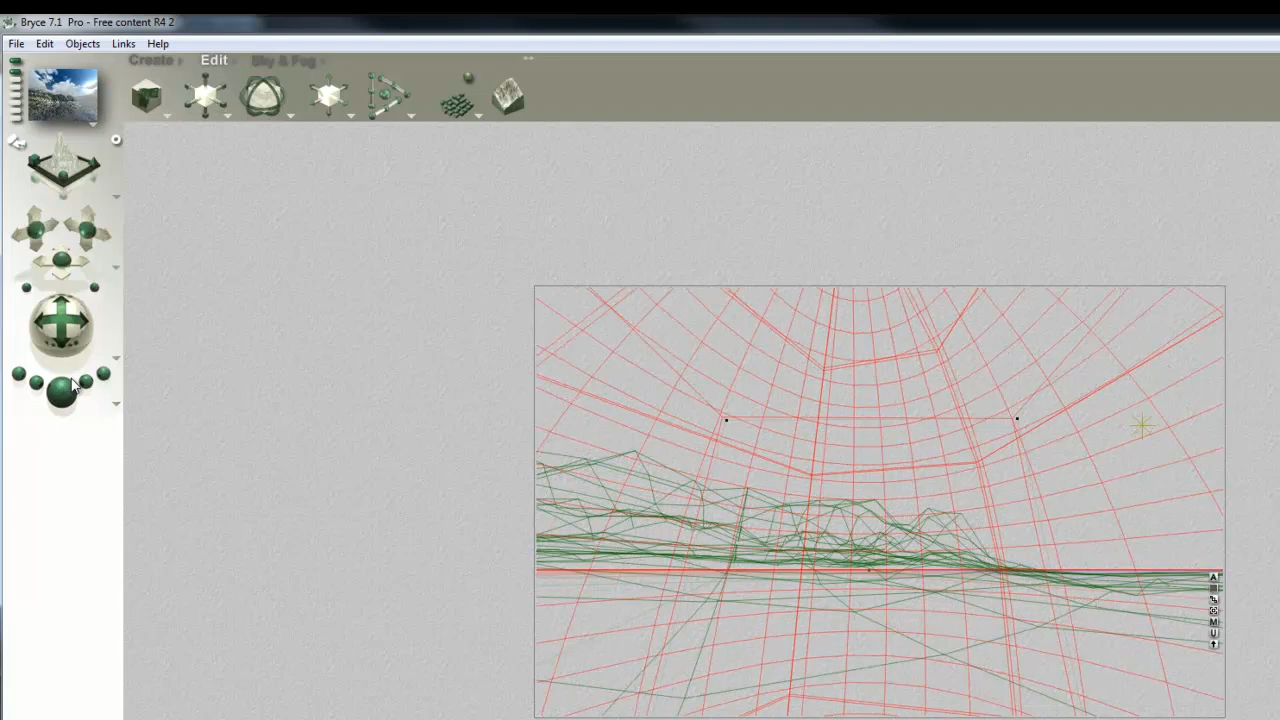 Bryce 7.1 Pro - Free content R4 2
File Edit Objects Links Help
Create Edit Sky & Fog
A
M
U